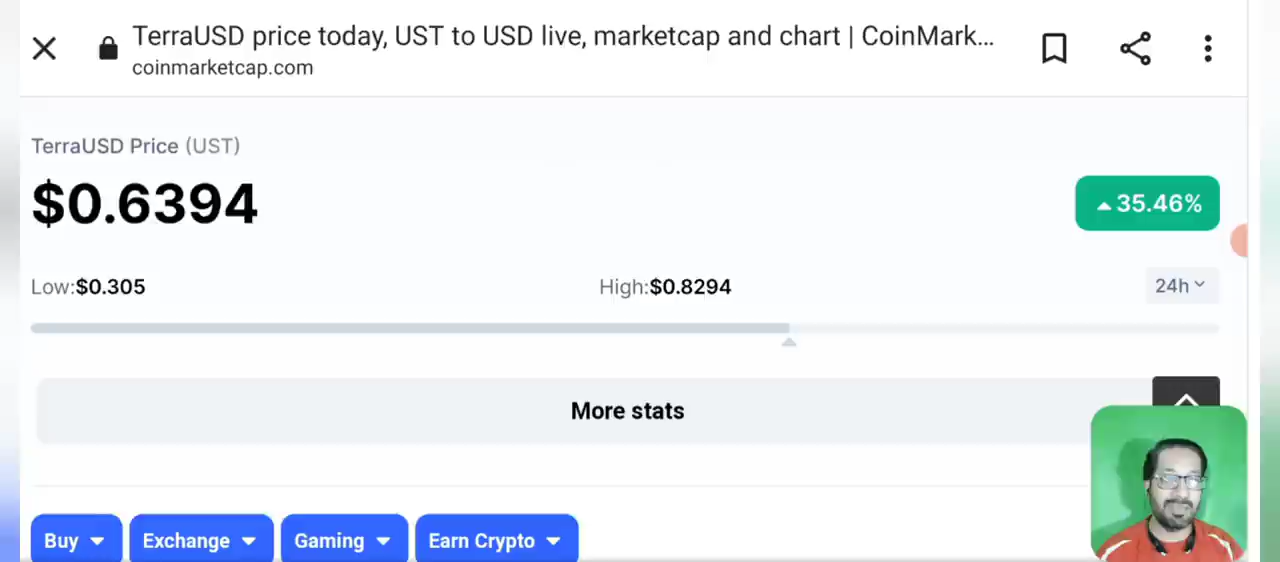 TerraUSD price today, UST to USD live, marketcap and chart | CoinMark...
coinmarketcap.com
TerraUSD Price (UST)
$0.6394
35.46%
Low:$0.305
High:$0.8294
24h
More stats
Buy
Exchange
Gaming
Earn Crypto